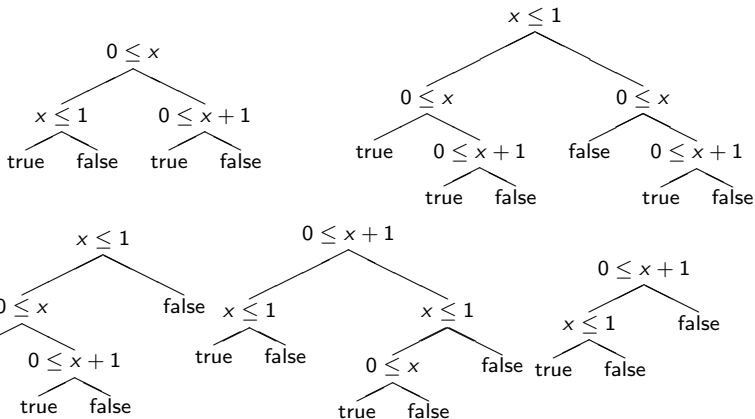 x ≤ 1
0 ≤ x
0 ≤ x
0 ≤ x
x ≤ 1
0 ≤ x + 1
true
0 ≤ x + 1
false
0 ≤ x + 1
true
false
true
false
true
false
true
false
x ≤ 1
0 ≤ x + 1
0 ≤ x + 1
≤ x
false
x ≤ 1
x ≤ 1
x ≤ 1
false
0 ≤ x + 1
true
false
0 ≤ x
false
true
false
true
false
true
false